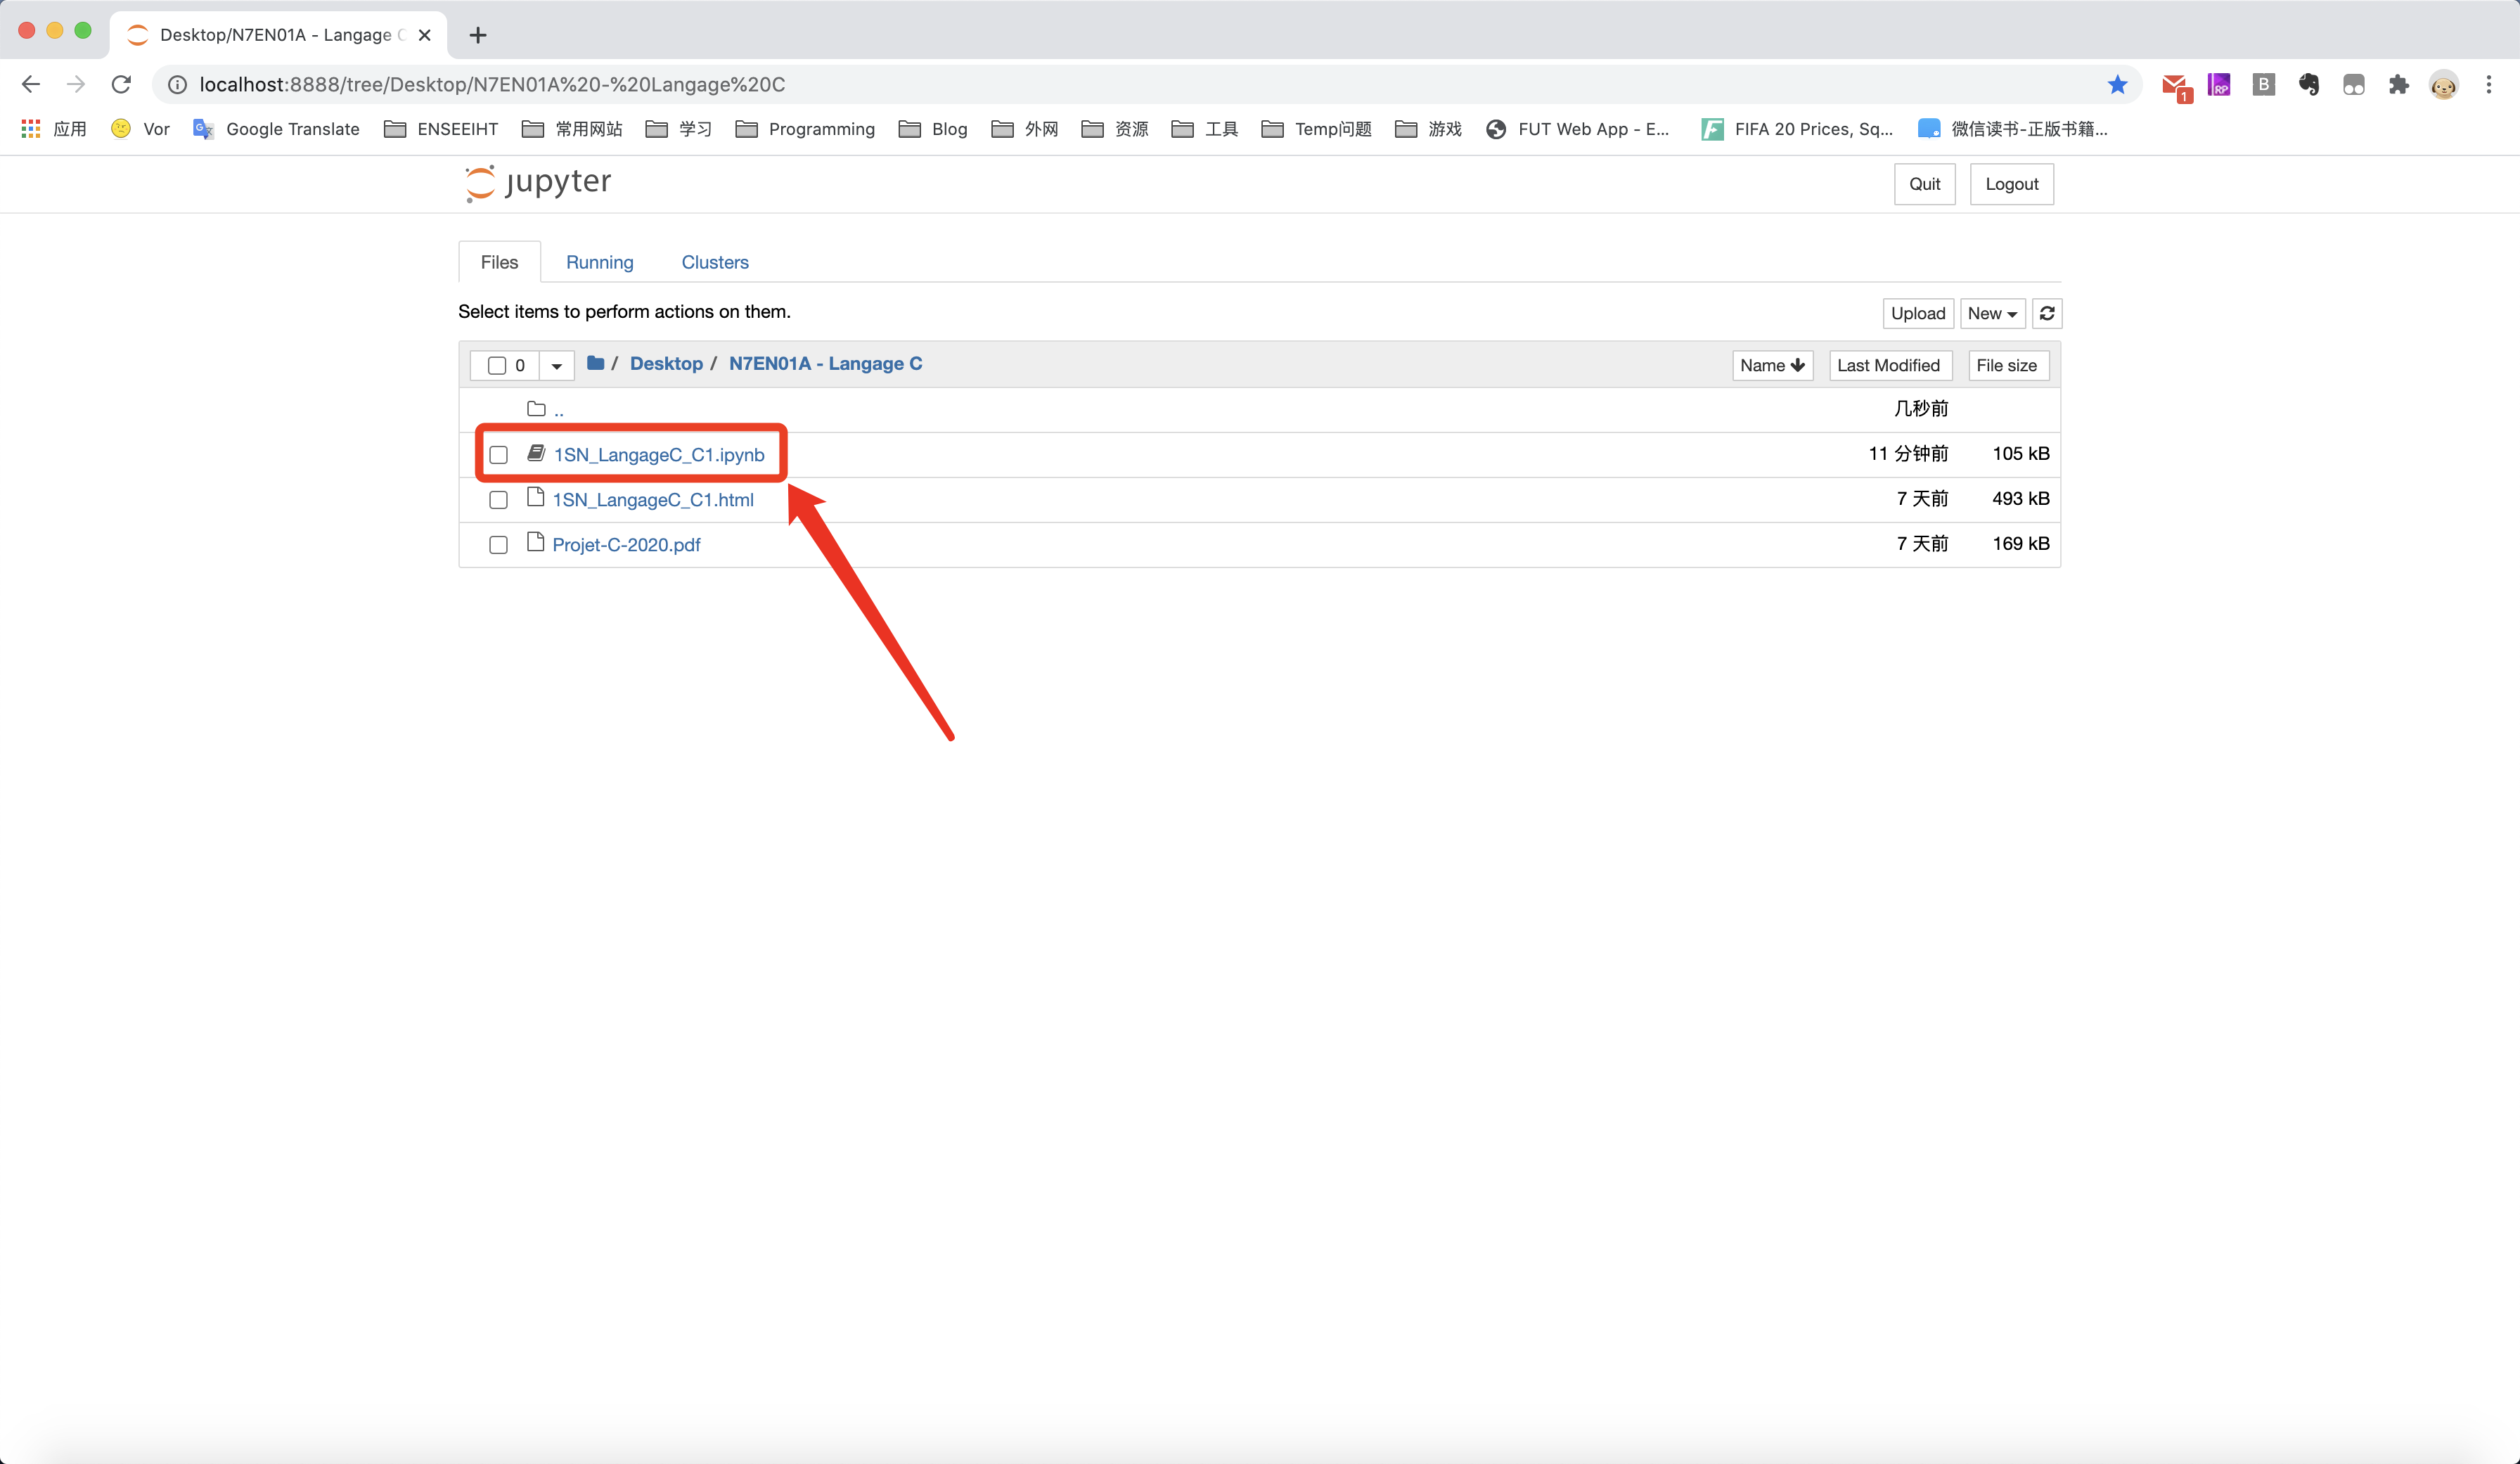 Desktop/N7EN01A - Langage C
localhost:8888/tree/Desktop/N7EN01A%20-%20Langage%20C
1
RP
B
应用 Vor Google Translate ENSEEIHT 常用网站 学习 Programming Blog 外网 资源 工具 Temp问题 游戏 FUT Web App - E... FIFA 20 Prices, Sq... 微信读书-正版书籍...
jupyter
Quit Logout
Files Running Clusters
Select items to perform actions on them.
Upload New
0 / Desktop / N7EN01A - Langage C Name Last Modified File size
.. 几秒前
1SN_LangageC_C1.ipynb 11 分钟前 105 kB
1SN_LangageC_C1.html 7 天前 493 kB
Projet-C-2020.pdf 7 天前 169 kB